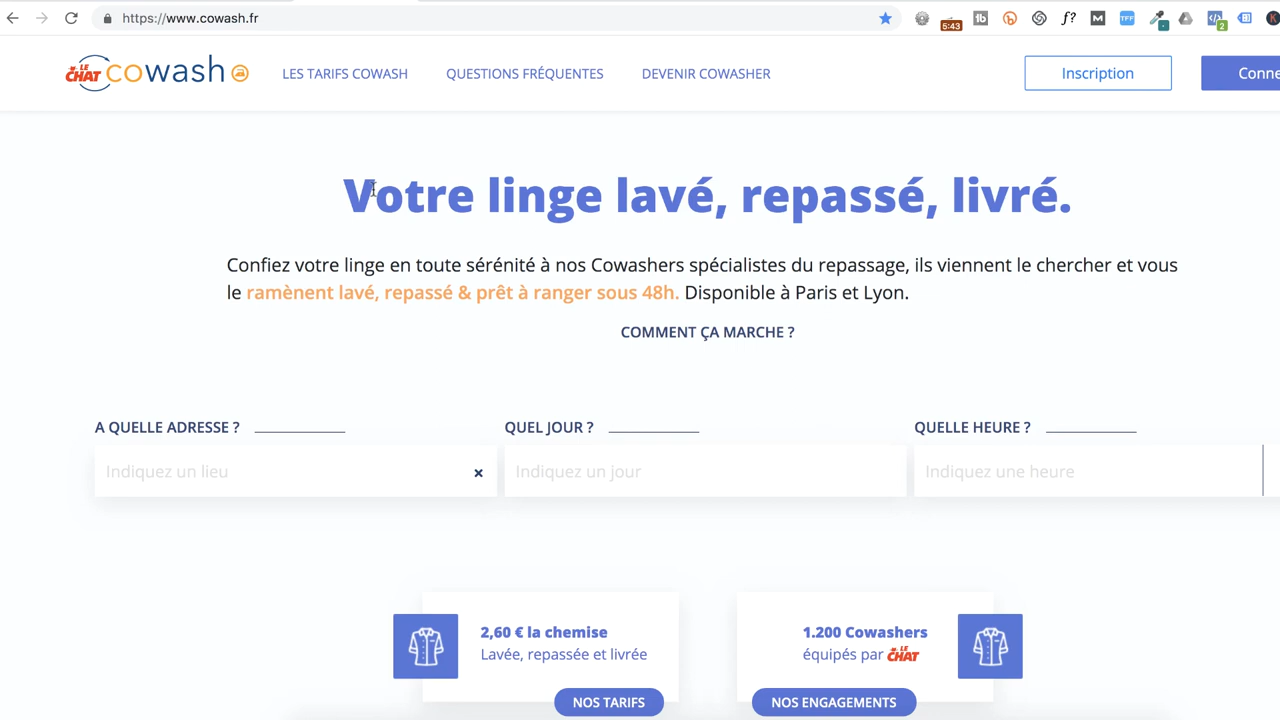 https://www.cowash.fr
5:43
tb
f?
M
TFF
2
K
LE CHAT cowash
LES TARIFS COWASH
QUESTIONS FRÉQUENTES
DEVENIR COWASHER
Inscription
Conne
Votre linge lavé, repassé, livré.
Confiez votre linge en toute sérénité à nos Cowashers spécialistes du repassage, ils viennent le chercher et vous
le ramènent lavé, repassé & prêt à ranger sous 48h. Disponible à Paris et Lyon.
COMMENT ÇA MARCHE ?
A QUELLE ADRESSE ?
Indiquez un lieu
QUEL JOUR ?
Indiquez un jour
QUELLE HEURE ?
Indiquez une heure
2,60 € la chemise
Lavée, repassée et livrée
NOS TARIFS
1.200 Cowashers
équipés par LE CHAT
NOS ENGAGEMENTS